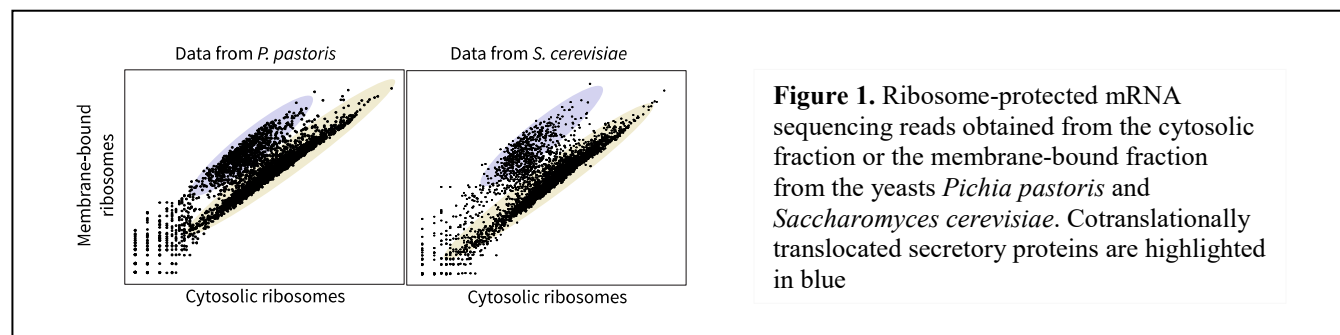 Data from P. pastoris
Data from S. cerevisiae
Membrane-bound
ribosomes
Cytosolic ribosomes
Cytosolic ribosomes
Figure 1. Ribosome-protected mRNA
sequencing reads obtained from the cytosolic
fraction or the membrane-bound fraction
from the yeasts Pichia pastoris and
Saccharomyces cerevisiae. Cotranslationally
translocated secretory proteins are highlighted
in blue